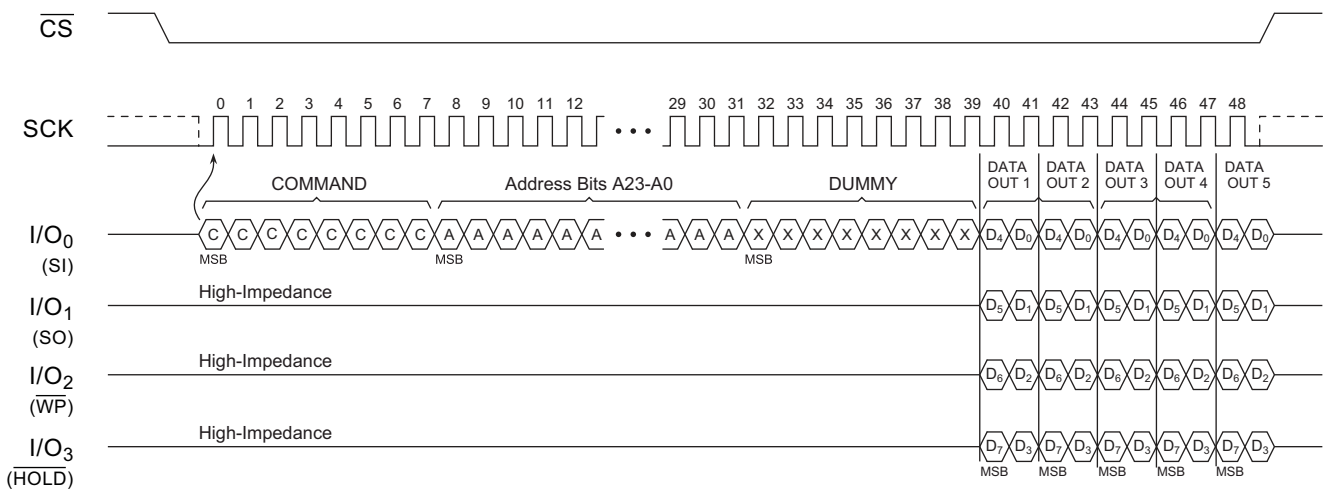 CS
0 1 2 3 4 5 6 7 8 9 10 11 12 29 30 31 32 33 34 35 36 37 38 39 40 41 42 43 44 45 46 47 48
SCK • • •
COMMAND Address Bits A23-A0 DUMMY DATA OUT 1 DATA OUT 2 DATA OUT 3 DATA OUT 4 DATA OUT 5
I/O0 C C C C C C C C A A A A A A • • • A A A X X X X X X X X D4 D0 D4 D0 D4 D0 D4 D0 D4 D0
(SI) MSB MSB MSB
High-Impedance
I/O1 D5 D1 D5 D1 D5 D1 D5 D1 D5 D1
(SO)
High-Impedance
I/O2 D6 D2 D6 D2 D6 D2 D6 D2 D6 D2
(WP)
High-Impedance
I/O3 D7 D3 D7 D3 D7 D3 D7 D3 D7 D3
(HOLD) MSB MSB MSB MSB MSB